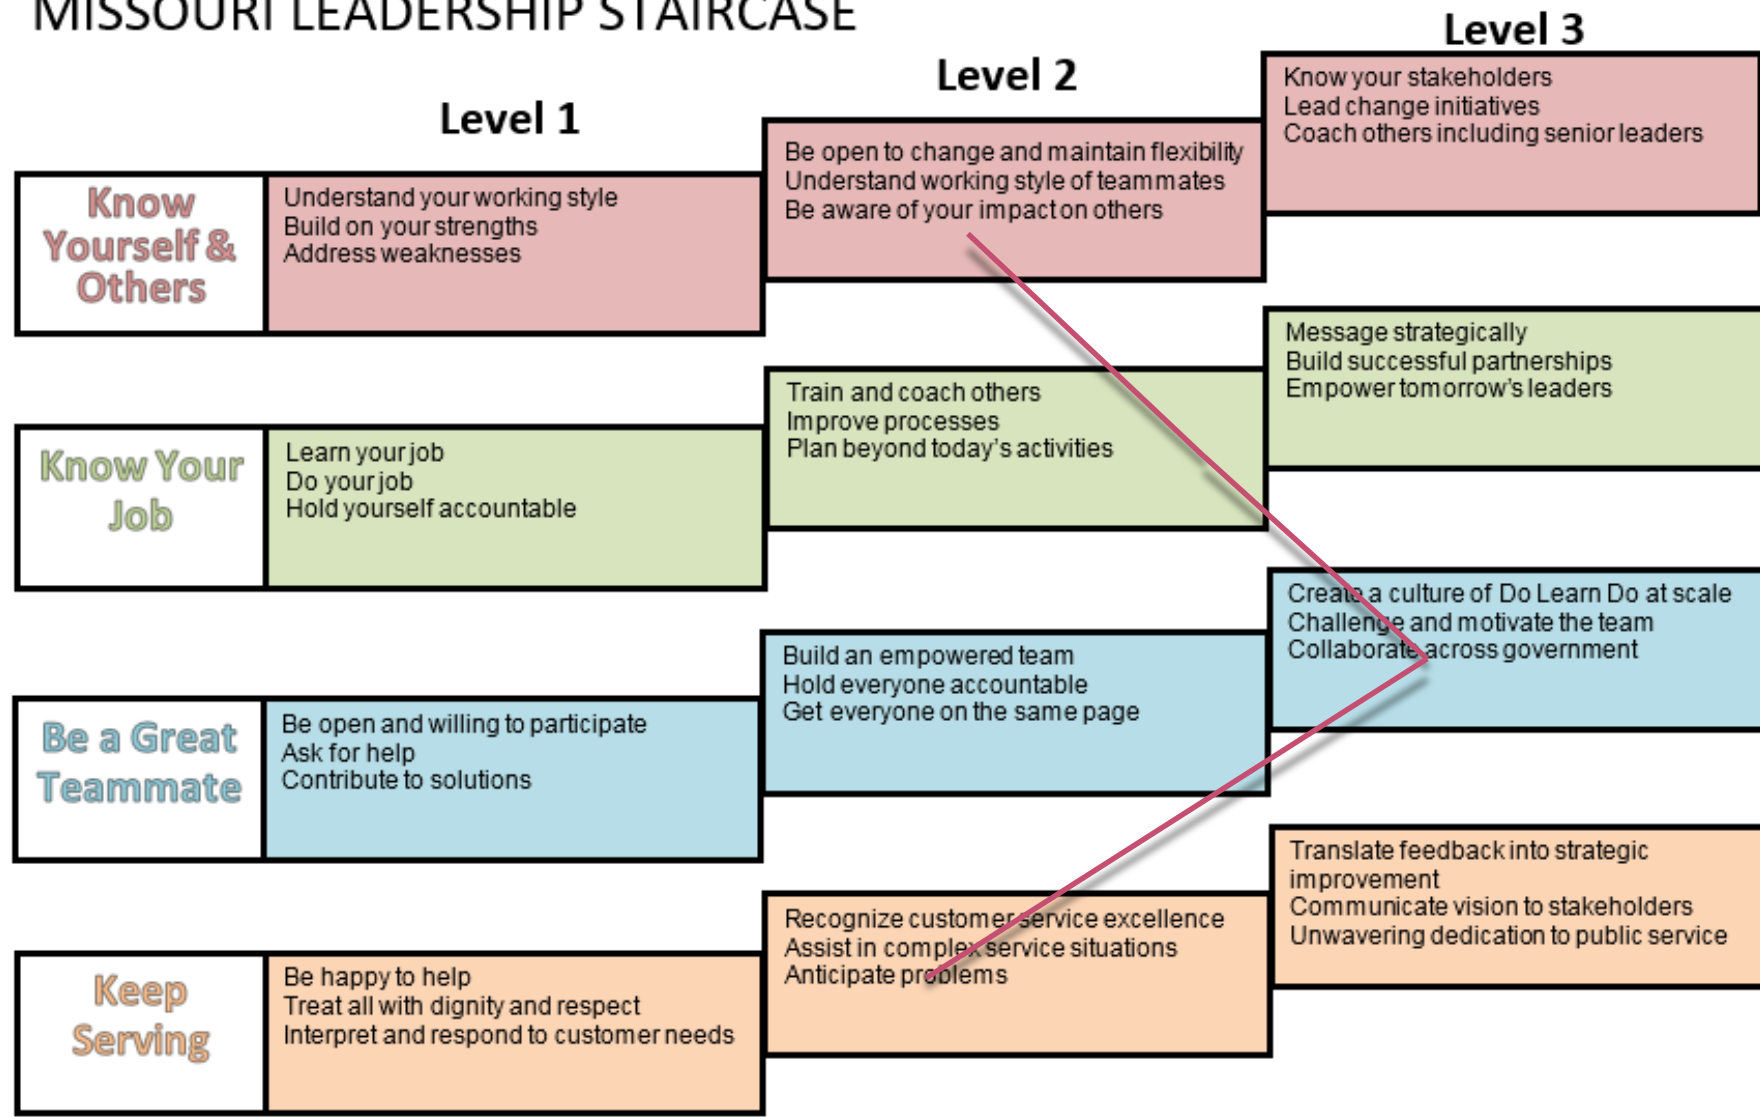 MISSOURI LEADERSHIP STAIRCASE
Level 1
Level 2
Level 3
Know
Yourself &
Others
Understand your working style
Build on your strengths
Address weaknesses
Be open to change and maintain flexibility
Understand working style of teammates
Be aware of your impact on others
Know your stakeholders
Lead change initiatives
Coach others including senior leaders
Know Your
Job
Learn your job
Do your job
Hold yourself accountable
Train and coach others
Improve processes
Plan beyond today's activities
Message strategically
Build successful partnerships
Empower tomorrow's leaders
Be a Great
Teammate
Be open and willing to participate
Ask for help
Contribute to solutions
Build an empowered team
Hold everyone accountable
Get everyone on the same page
Create a culture of Do Learn Do at scale
Challenge and motivate the team
Collaborate across government
Keep
Serving
Be happy to help
Treat all with dignity and respect
Interpret and respond to customer needs
Recognize customer service excellence
Assist in complex service situations
Anticipate problems
Translate feedback into strategic
improvement
Communicate vision to stakeholders
Unwavering dedication to public service